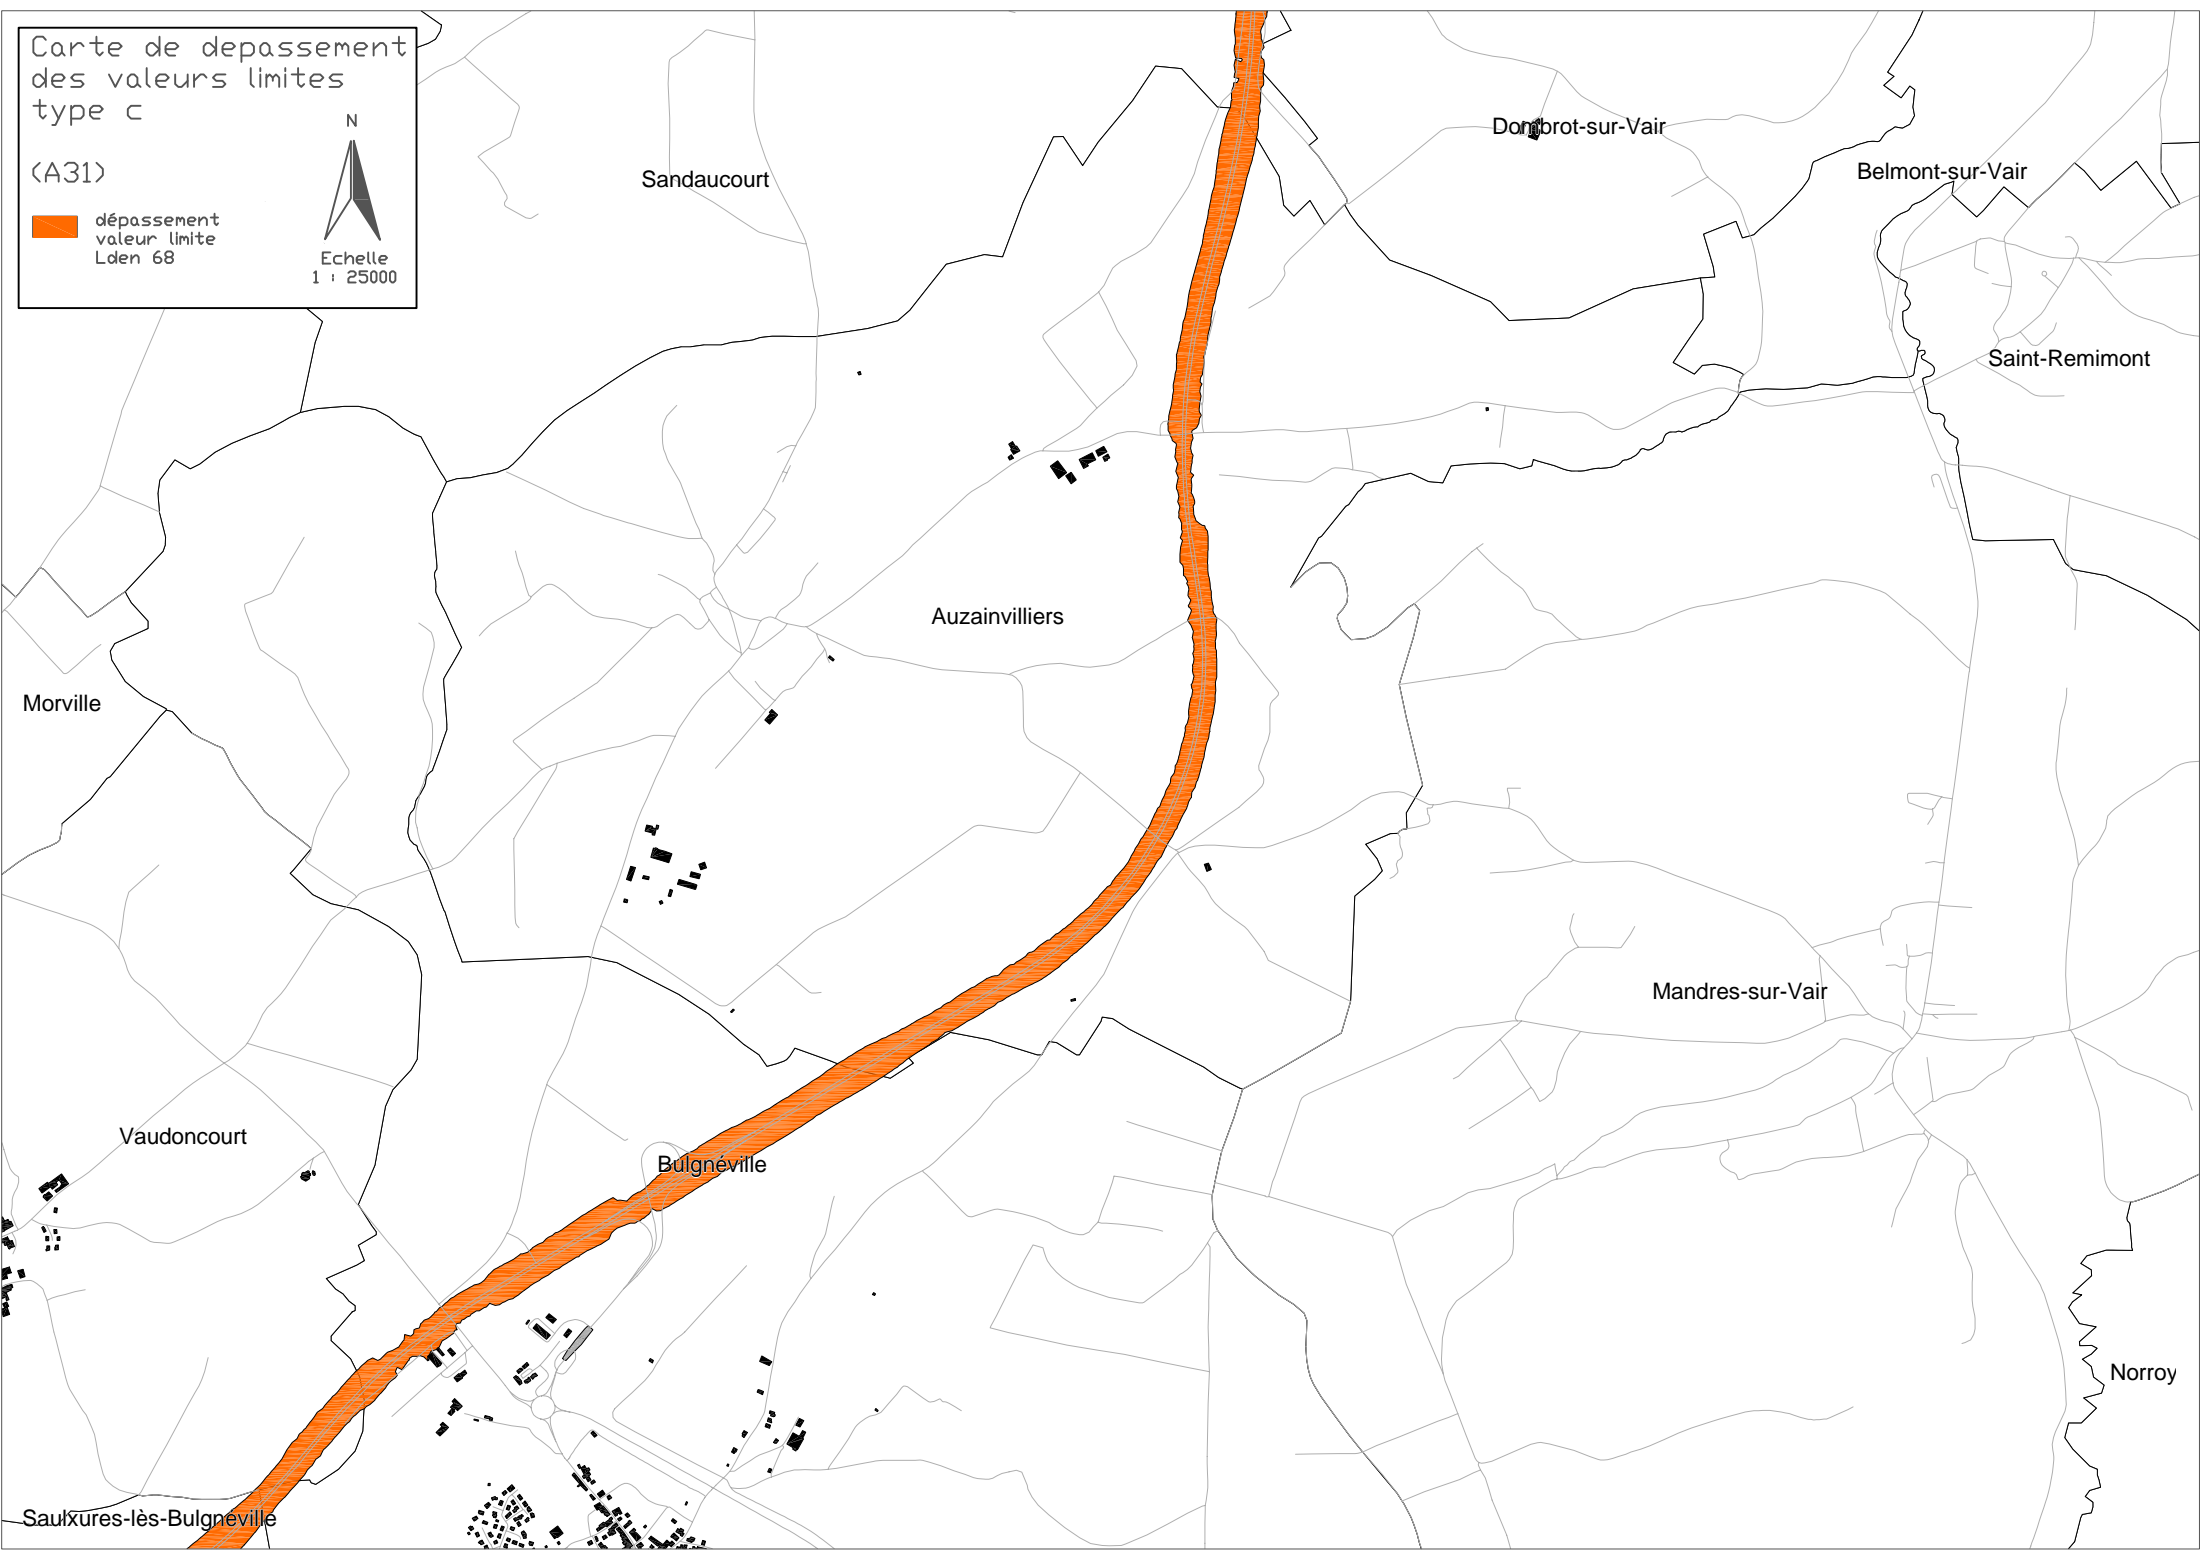 Carte de depassement
des valeurs limites
type c
(A31)
N
dépassement
valeur limite
Lden 68
Echelle
1 : 25000
Dombrot-sur-Vair
Sandaucourt
Belmont-sur-Vair
Saint-Remimont
Auzainvilliers
Morville
Mandres-sur-Vair
Vaudoncourt
Bulgnéville
Norroy
Saulxures-lès-Bulgnéville